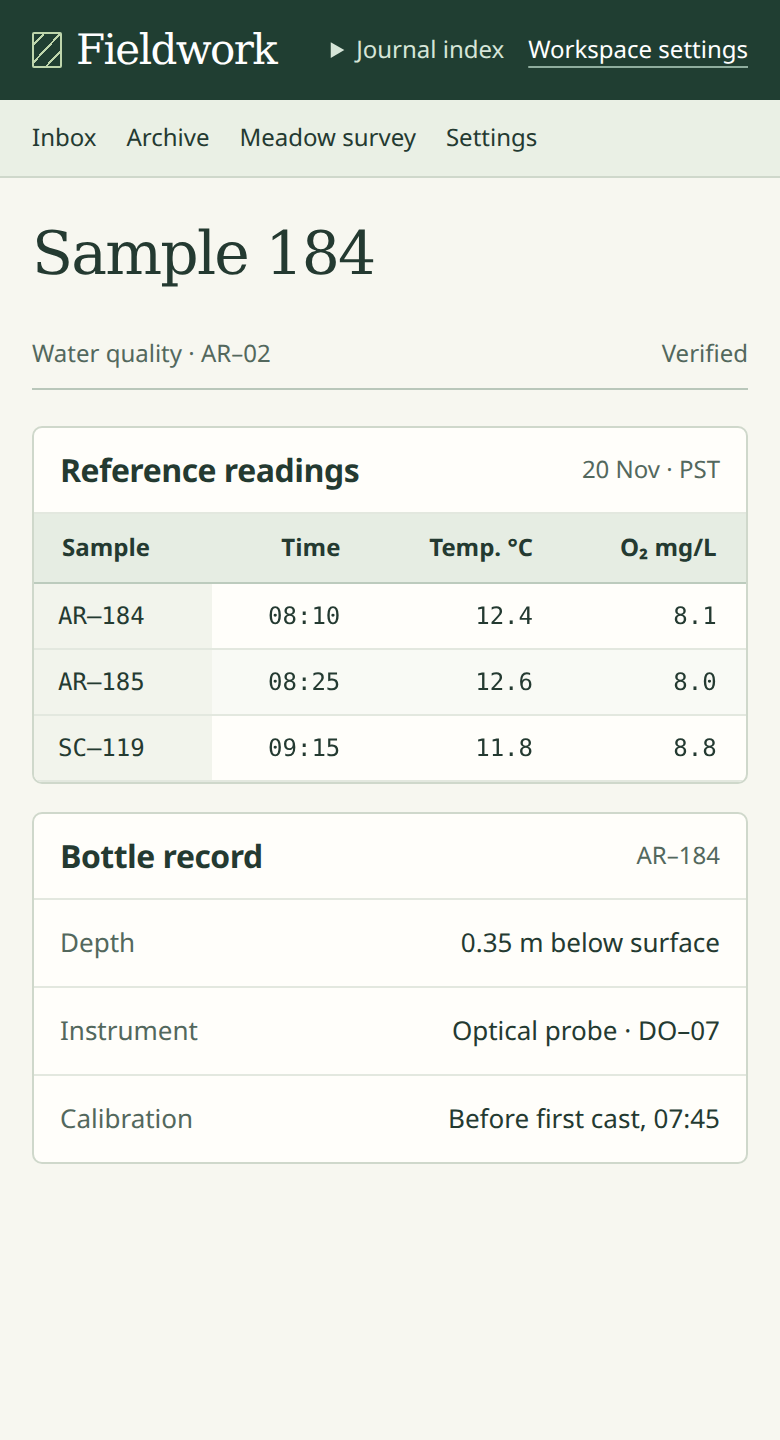 Fieldwork ▶ Journal index Workspace settings
Inbox Archive Meadow survey Settings
Sample 184
Water quality · AR–02 Verified
Reference readings 20 Nov · PST
Sample Time Temp. °C O₂ mg/L
AR–184 08:10 12.4 8.1
AR–185 08:25 12.6 8.0
SC–119 09:15 11.8 8.8
Bottle record AR–184
Depth 0.35 m below surface
Instrument Optical probe · DO–07
Calibration Before first cast, 07:45